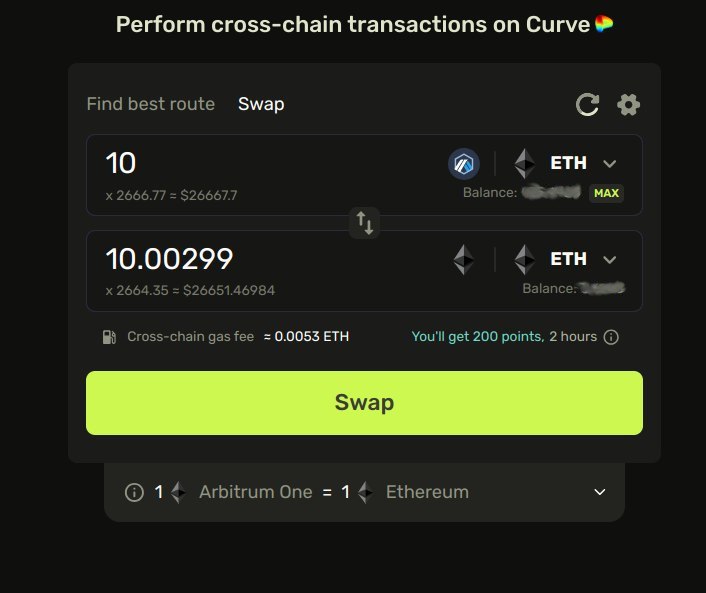 Perform cross-chain transactions on Curve
Find best route Swap
10 ETH
x 2666.77 = $26667.7 Balance: MAX
10.00299 ETH
x 2664.35 = $26651.46984 Balance:
Cross-chain gas fee ≈ 0.0053 ETH You'll get 200 points, 2 hours
Swap
1 Arbitrum One = 1 Ethereum